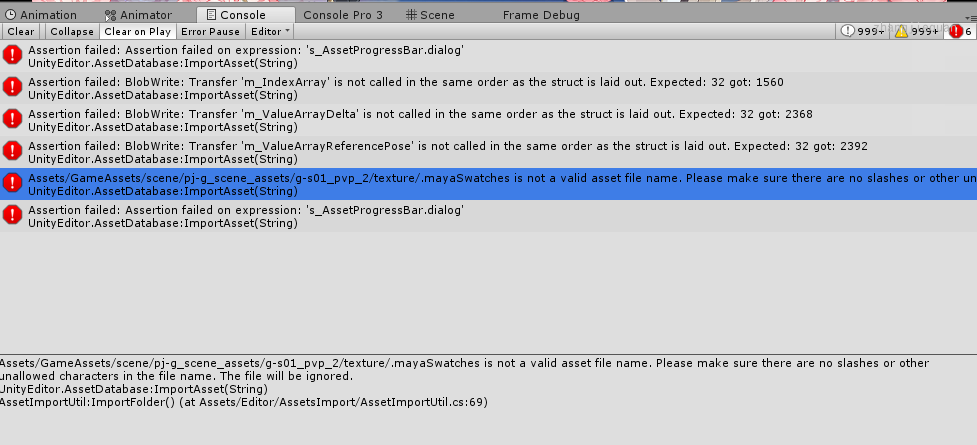 Animation Animator Console Console Pro 3 Scene Frame Debug
Clear Collapse Clear on Play Error Pause Editor 999+ 999+ 6
Assertion failed: Assertion failed on expression: 's_AssetProgressBar.dialog'
UnityEditor.AssetDatabase:ImportAsset(String)
Assertion failed: BlobWrite: Transfer 'm_IndexArray' is not called in the same order as the struct is laid out. Expected: 32 got: 1560
UnityEditor.AssetDatabase:ImportAsset(String)
Assertion failed: BlobWrite: Transfer 'm_ValueArrayDelta' is not called in the same order as the struct is laid out. Expected: 32 got: 2368
UnityEditor.AssetDatabase:ImportAsset(String)
Assertion failed: BlobWrite: Transfer 'm_ValueArrayReferencePose' is not called in the same order as the struct is laid out. Expected: 32 got: 2392
UnityEditor.AssetDatabase:ImportAsset(String)
Assets/GameAssets/scene/pj-g_scene_assets/g-s01_pvp_2/texture/.mayaSwatches is not a valid asset file name. Please make sure there are no slashes or other un
UnityEditor.AssetDatabase:ImportAsset(String)
Assertion failed: Assertion failed on expression: 's_AssetProgressBar.dialog'
UnityEditor.AssetDatabase:ImportAsset(String)
Assets/GameAssets/scene/pj-g_scene_assets/g-s01_pvp_2/texture/.mayaSwatches is not a valid asset file name. Please make sure there are no slashes or other
unallowed characters in the file name. The file will be ignored.
UnityEditor.AssetDatabase:ImportAsset(String)
AssetImportUtil:ImportFolder() (at Assets/Editor/AssetsImport/AssetImportUtil.cs:69)